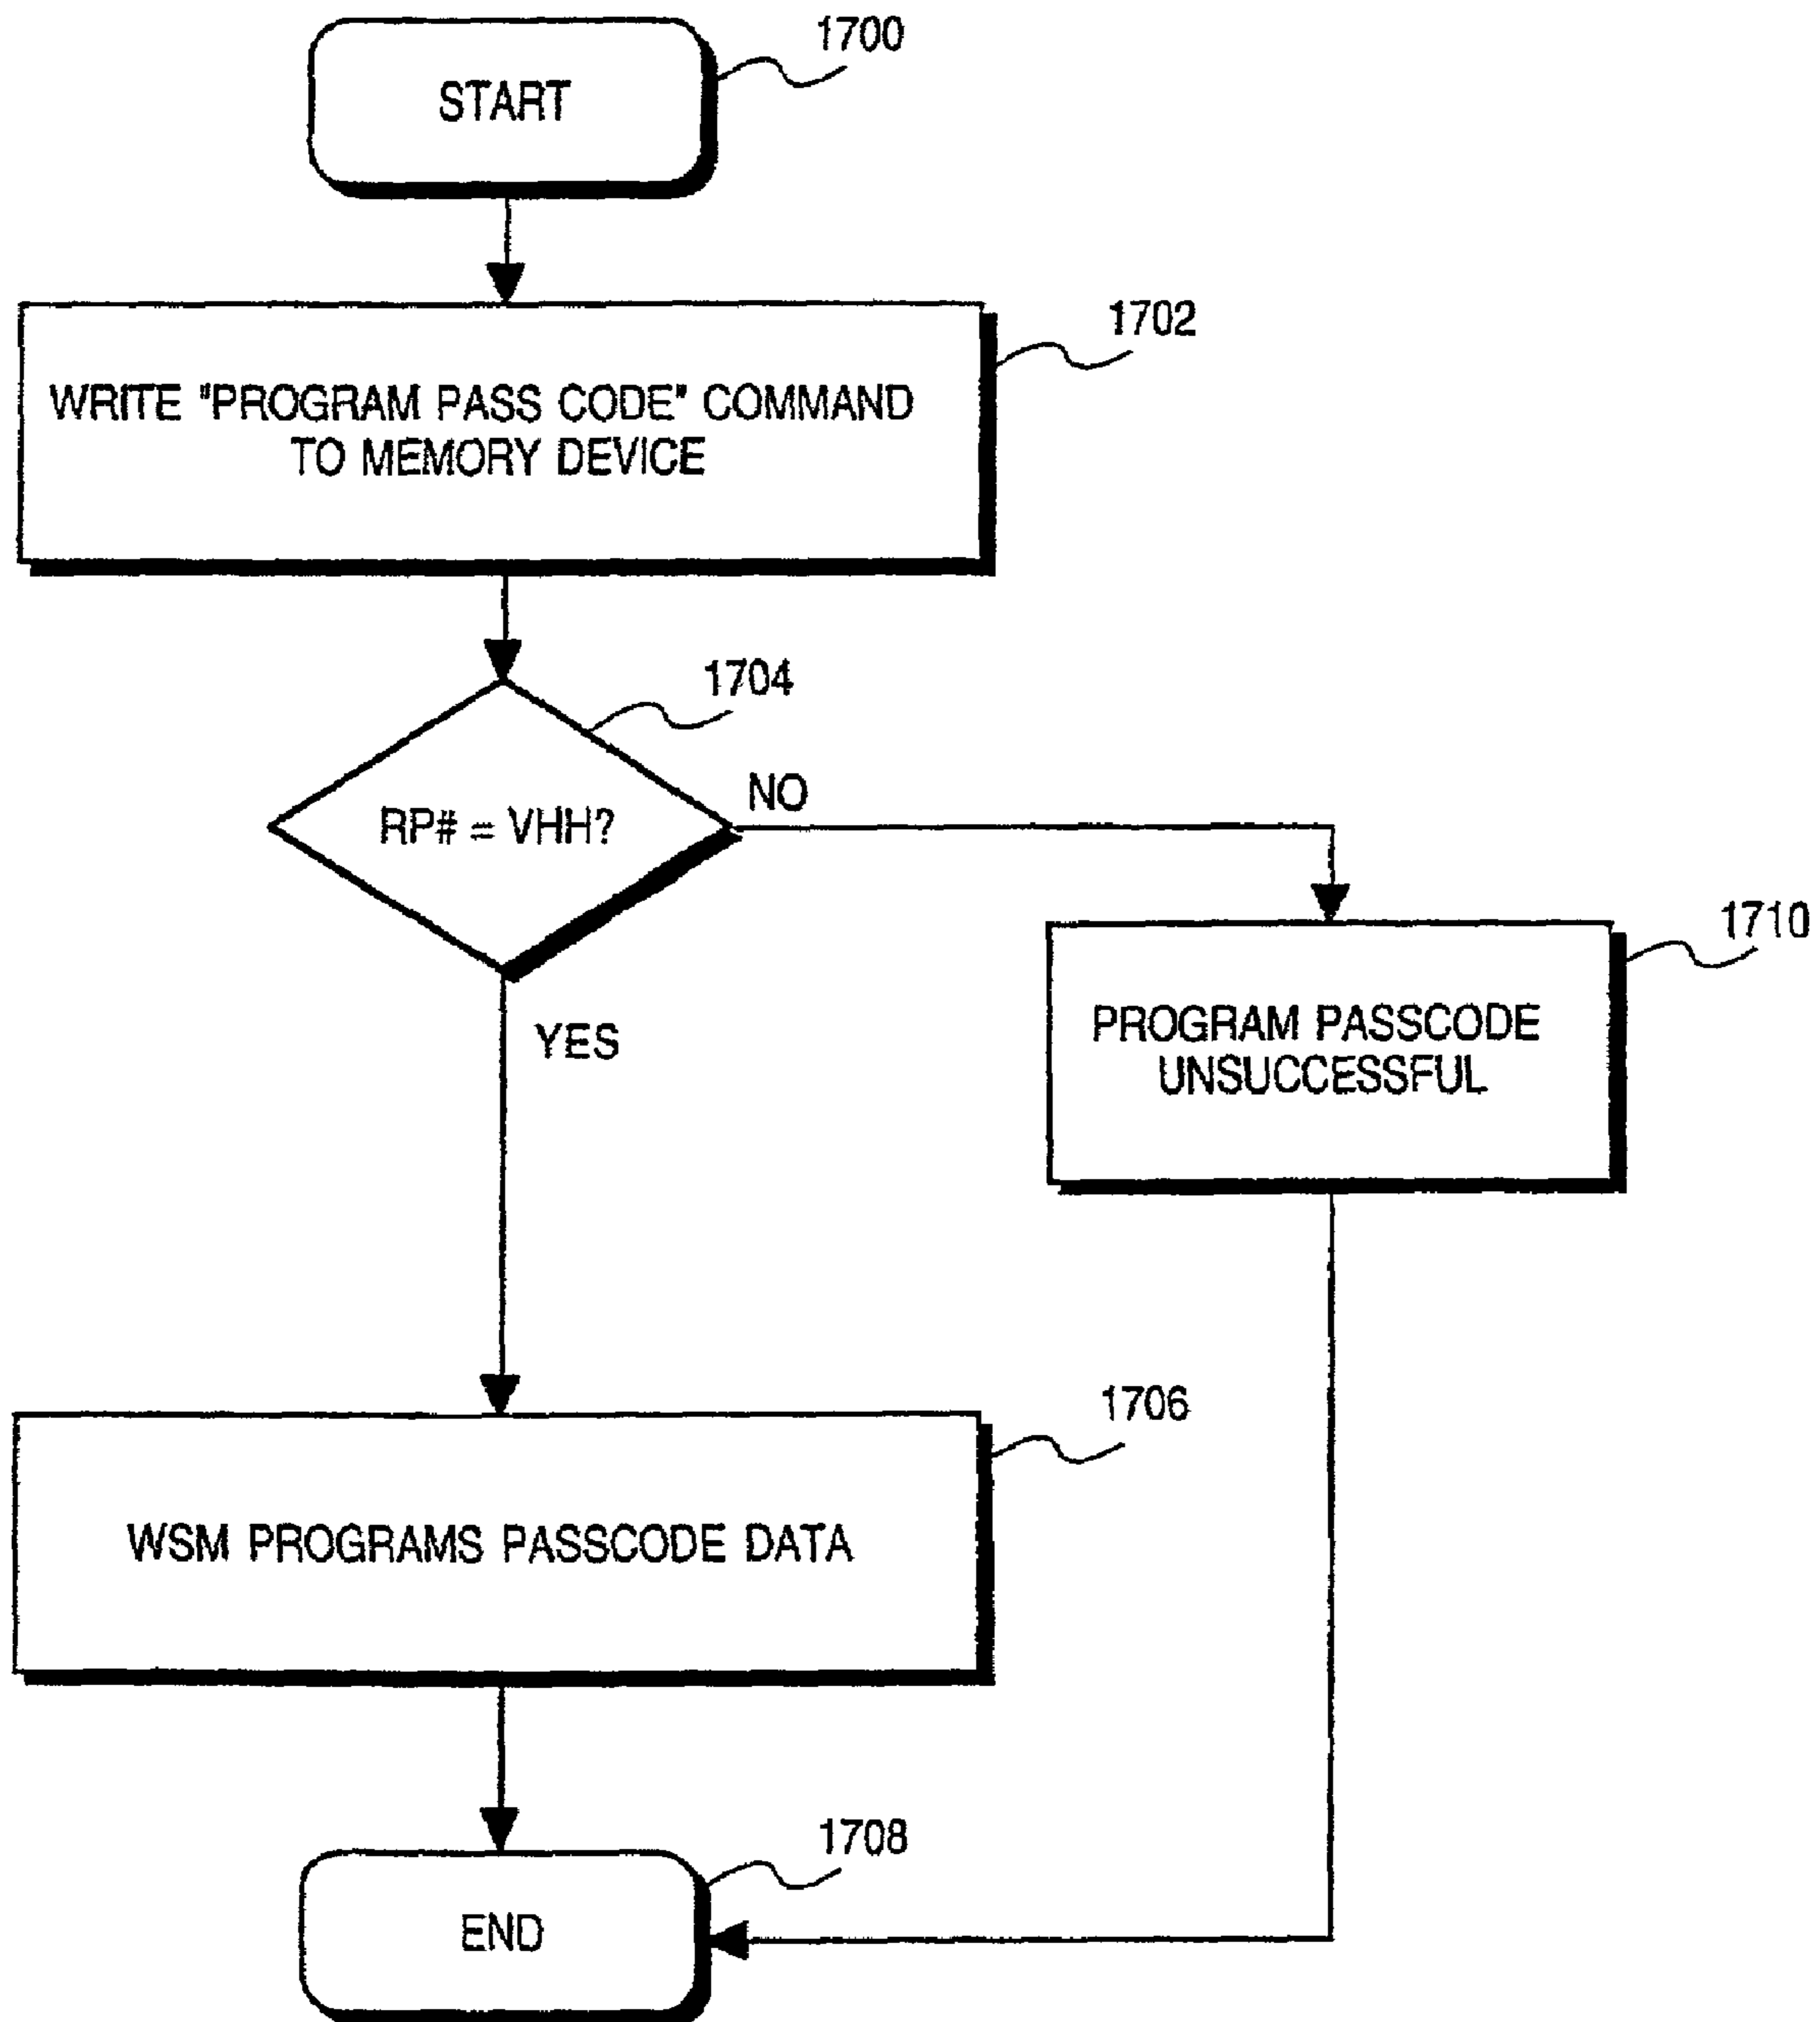 1700
START
1702
WRITE "PROGRAM PASS CODE" COMMAND
TO MEMORY DEVICE
1704
RP# = VHH?
NO
YES
1710
PROGRAM PASSCODE
UNSUCCESSFUL
1706
WSM PROGRAMS PASSCODE DATA
1708
END